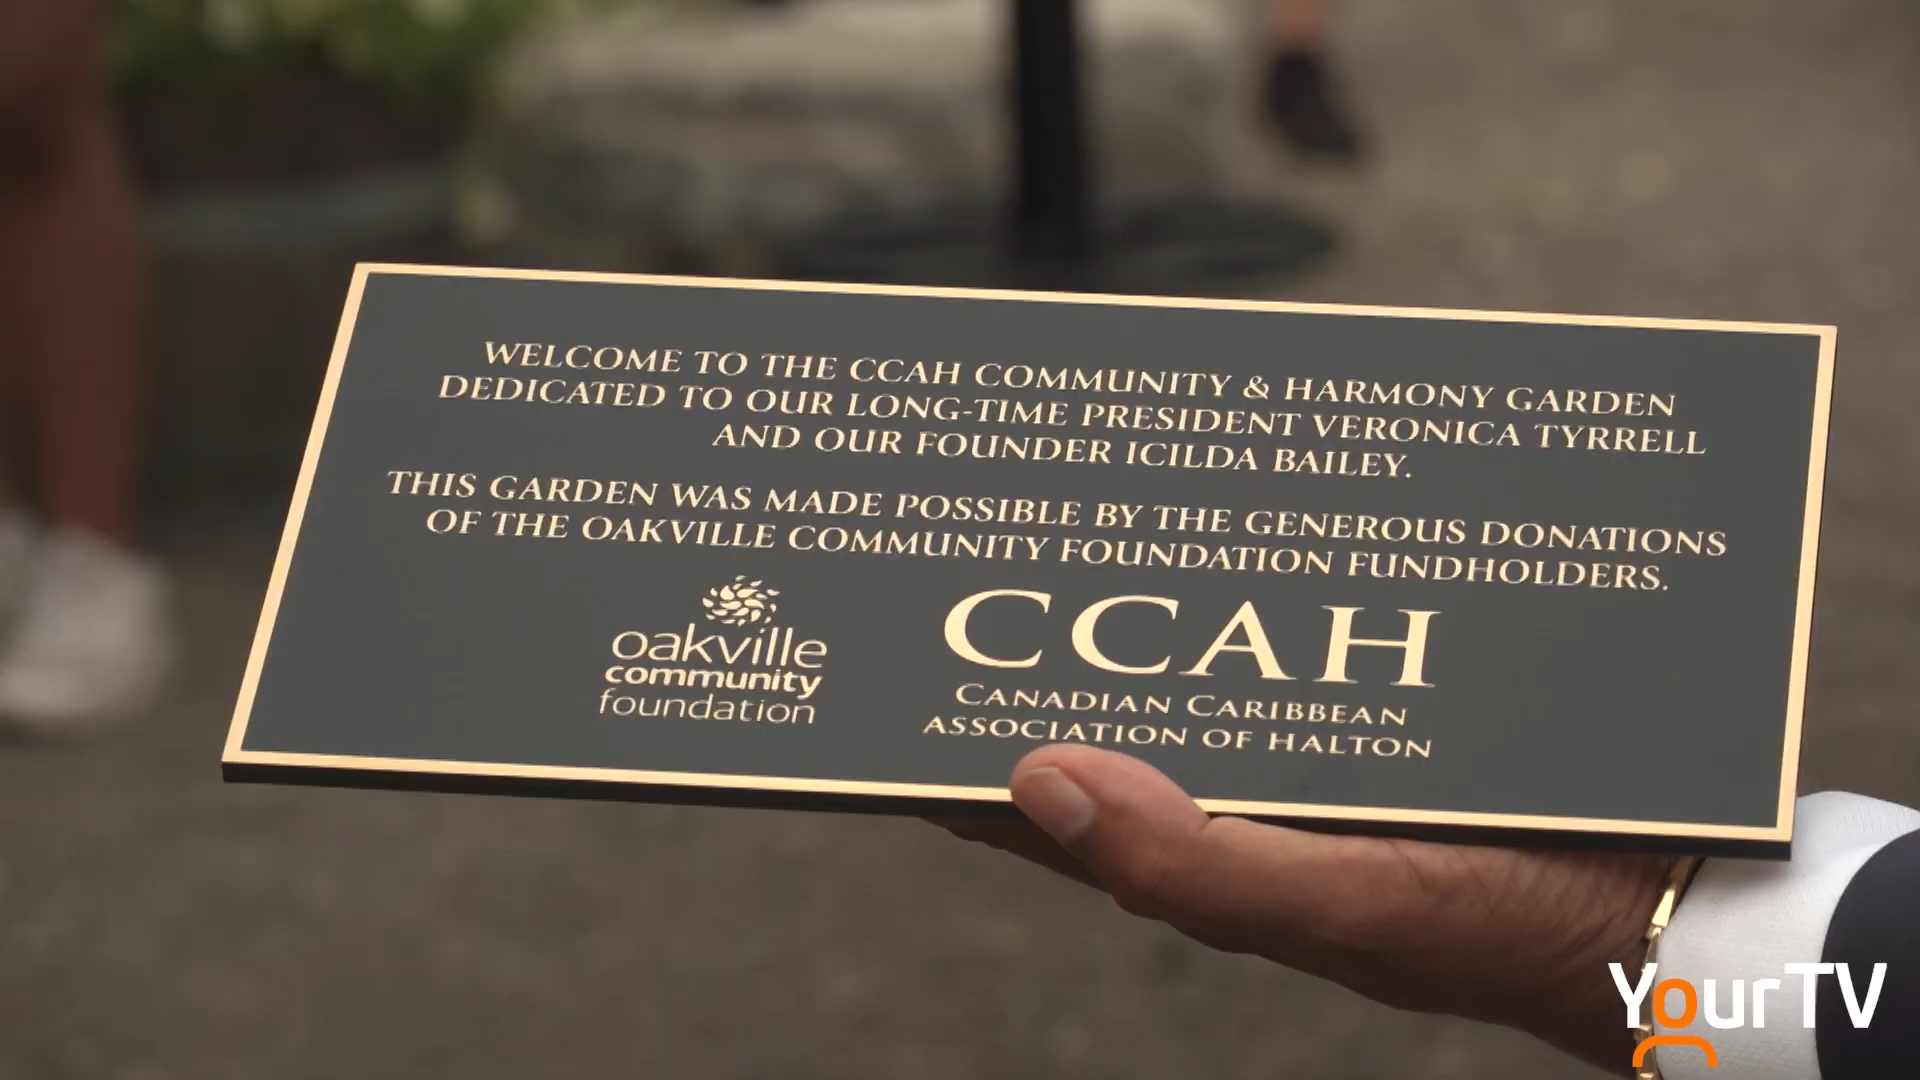 WELCOME TO THE CCAH COMMUNITY & HARMONY GARDEN
DEDICATED TO OUR LONG-TIME PRESIDENT VERONICA TYRRELL
AND OUR FOUNDER ICILDA BAILEY.
THIS GARDEN WAS MADE POSSIBLE BY THE GENEROUS DONATIONS
OF THE OAKVILLE COMMUNITY FOUNDATION FUNDHOLDERS.
oakville
community
foundation
CCAH
CANADIAN CARIBBEAN
ASSOCIATION OF HALTON
YourTV